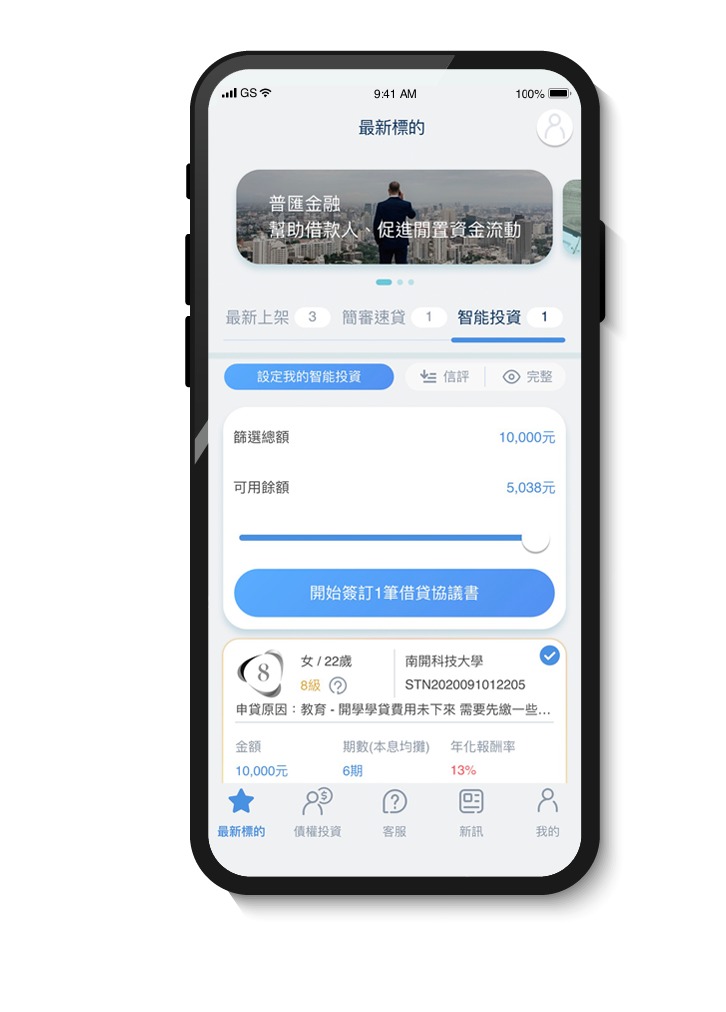 GS 9:41 AM 100%
最新標的
普匯金融
幫助借款人、促進閒置資金流動
最新上架 3 簡審速貸 1 智能投資 1
設定我的智能投資 信評 完整
篩選總額 10,000元
可用餘額 5,038元
開始簽訂1筆借貸協議書
8 女 / 22歲 南開科技大學
8級 ? STN2020091012205
申貸原因：教育 - 開學學貸費用未下來 需要先繳一些...
金額 期數(本息均攤) 年化報酬率
10,000元 6期 13%
最新標的 債權投資 客服 新訊 我的